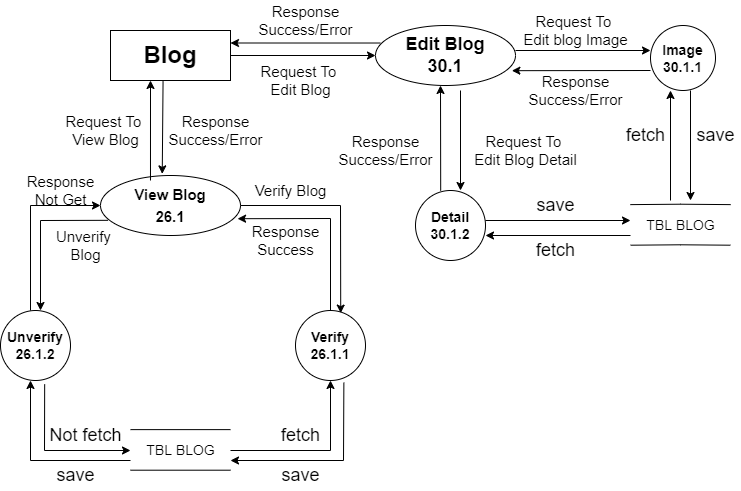 Response
Success/Error
Blog
Request To
Edit Blog
Edit Blog
30.1
Request To
Edit blog Image
Response
Success/Error
Image
30.1.1
Request To
View Blog
Response
Success/Error
Response
Success/Error
Request To
Edit Blog Detail
fetch
save
Response
Not Get
View Blog
26.1
Verify Blog
Response
Success
Unverify
Blog
Detail
30.1.2
save
fetch
TBL BLOG
Unverify
26.1.2
Verify
26.1.1
Not fetch
save
TBL BLOG
fetch
save